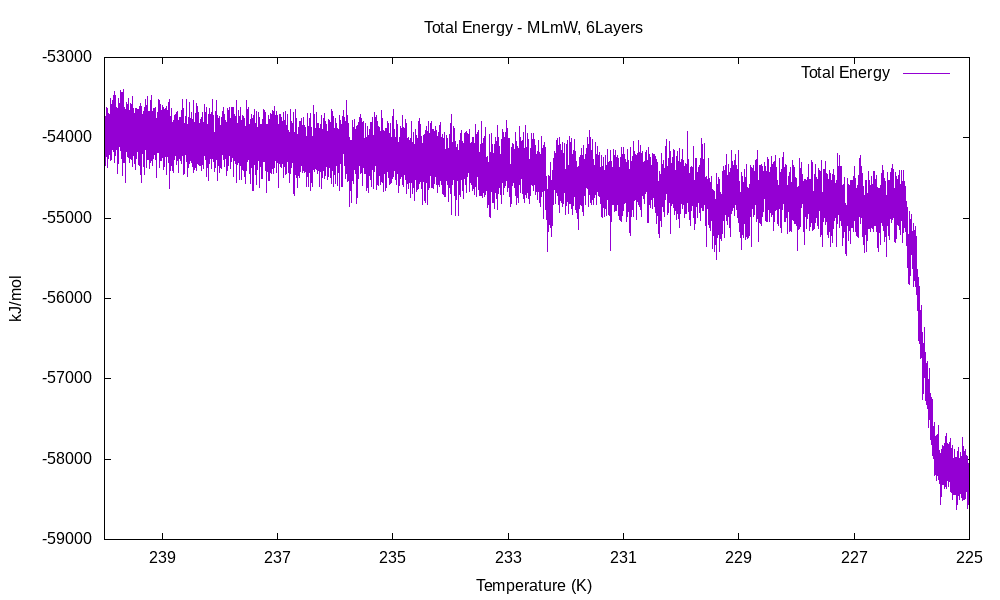 Total Energy - MLmW, 6Layers
Total Energy
-53000
-54000
-55000
-56000
-57000
-58000
-59000
kJ/mol
239 237 235 233 231 229 227 225
Temperature (K)